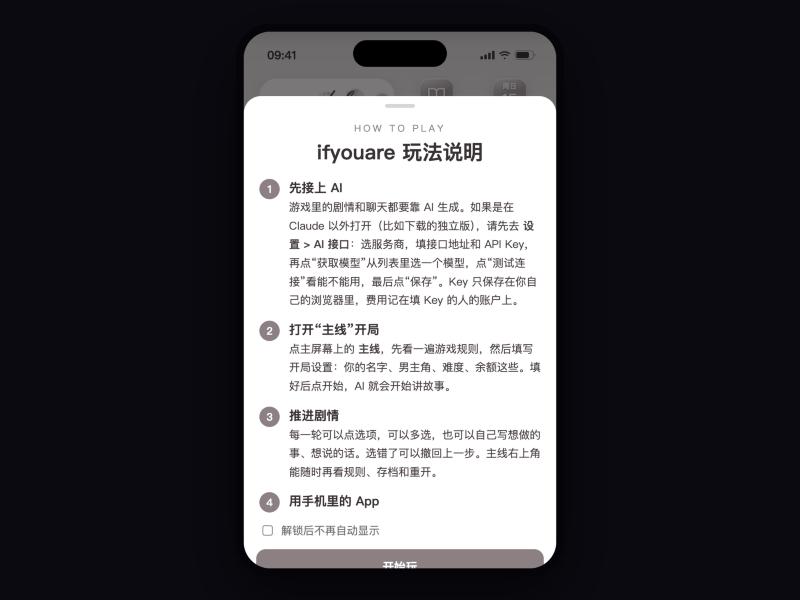 09:41
周日
HOW TO PLAY
ifyouare 玩法说明
1 先接上 AI
游戏里的剧情和聊天都要靠 AI 生成。如果是在
Claude 以外打开（比如下载的独立版），请先去 设
置 > AI 接口：选服务商，填接口地址和 API Key，
再点“获取模型”从列表里选一个模型，点“测试连
接”看能不能用，最后点“保存”。Key 只保存在你自
己的浏览器里，费用记在填 Key 的人的账户上。
2 打开“主线”开局
点主屏幕上的 主线，先看一遍游戏规则，然后填写
开局设置：你的名字、男主角、难度、余额这些。填
好后点开始，AI 就会开始讲故事。
3 推进剧情
每一轮可以点选项，可以多选，也可以自己写想做的
事、想说的话。选错了可以撤回上一步。主线右上角
能随时再看规则、存档和重开。
4 用手机里的 App
解锁后不再自动显示
开始玩